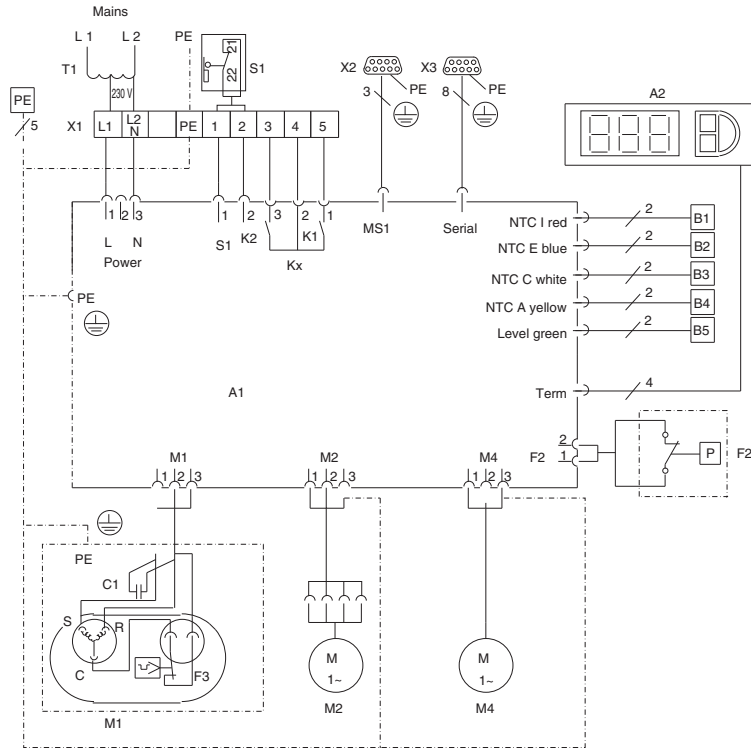 Mains
L 1 L 2 PE
T1
230 V
21
22
S1
X2 X3
PE PE
3 8
A2
PE
5
X1 L1 L2 N PE 1 2 3 4 5
1 2 3 1 2 3 2 1
L N
Power
S1 K2 K1
Kx
MS1 Serial
NTC I red 2 B1
NTC E blue 2 B2
NTC C white 2 B3
NTC A yellow 2 B4
Level green 2 B5
PE
A1
Term 4
M1 M2 M4
1 2 3 1 2 3 1 2 3
F2 2 1
P F2
PE
C1
S R
C F3
M 1~
M 1~
M1 M2 M4